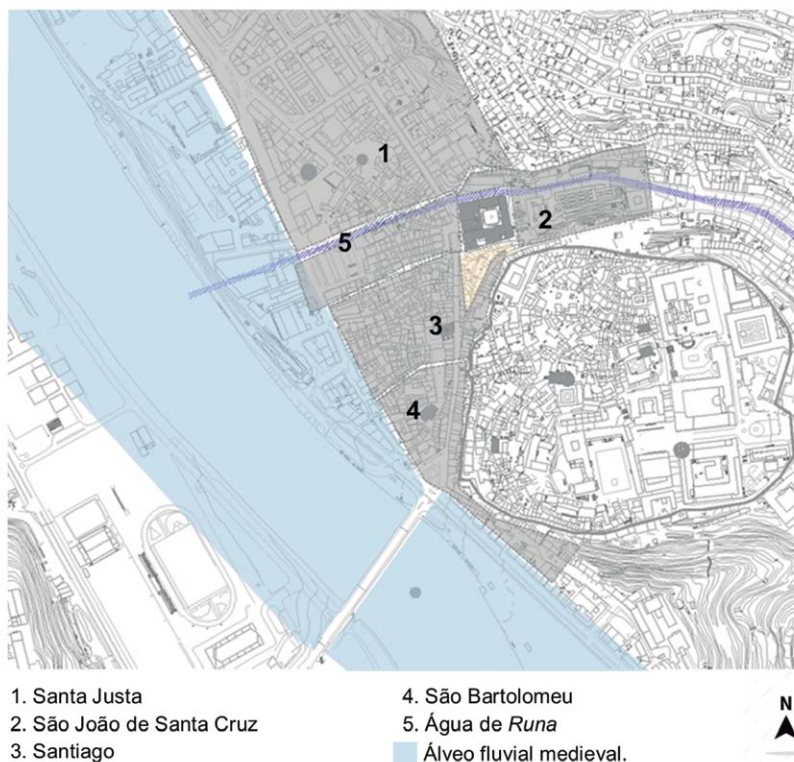 1
2
5
3
4
1. Santa Justa
2. São João de Santa Cruz
3. Santiago
4. São Bartolomeu
5. Água de Runa
Álveo fluvial medieval.
N